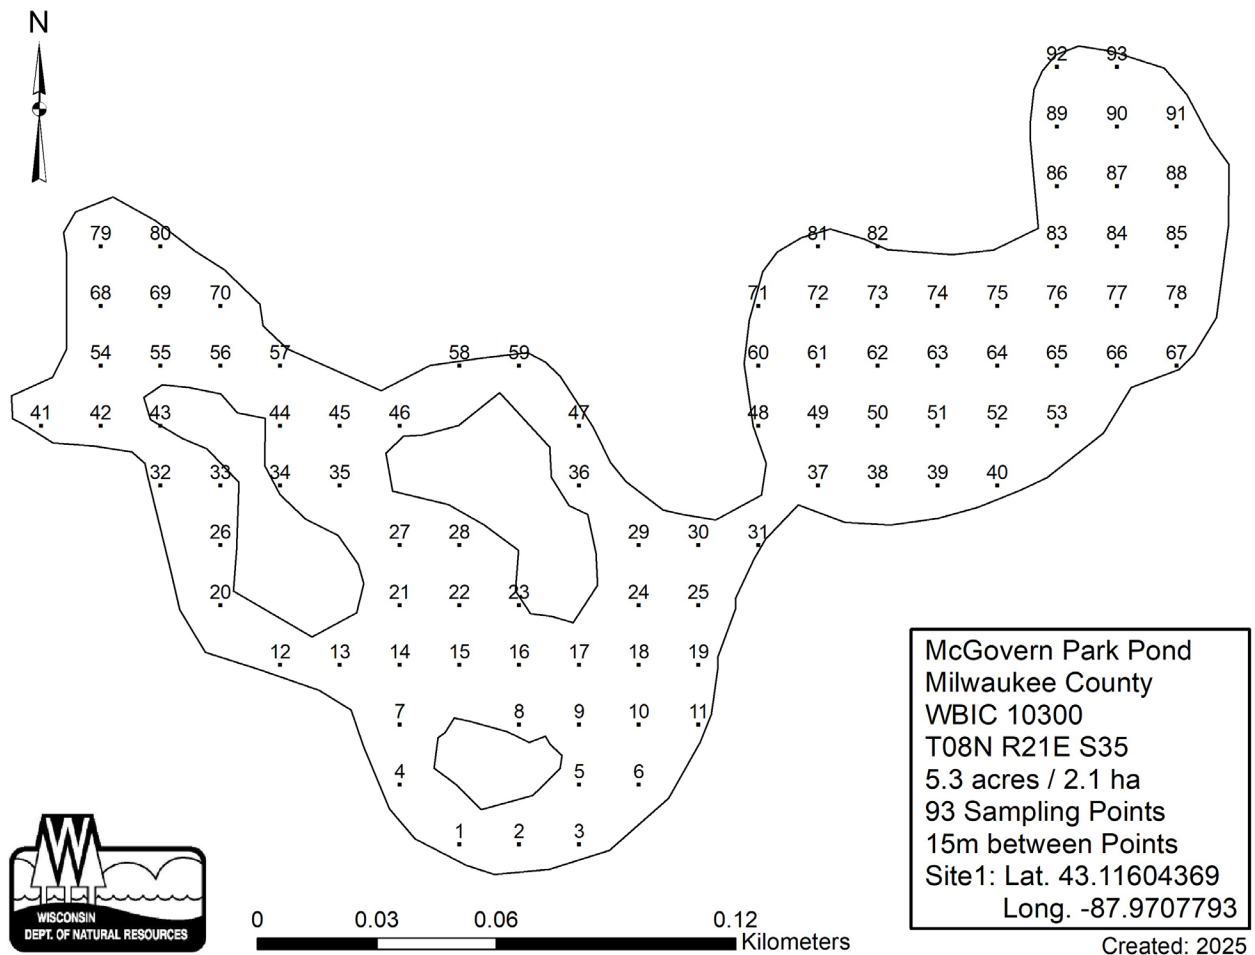 N
92 93
89 90 91
86 87 88
79 80 81 82 83 84 85
68 69 70 71 72 73 74 75 76 77 78
54 55 56 57 58 59 60 61 62 63 64 65 66 67
41 42 43 44 45 46 47 48 49 50 51 52 53
32 33 34 35 36 37 38 39 40
26 27 28 29 30 31
20 21 22 23 24 25
12 13 14 15 16 17 18 19
7 8 9 10 11
4 5 6
1 2 3
McGovern Park Pond
Milwaukee County
WBIC 10300
T08N R21E S35
5.3 acres / 2.1 ha
93 Sampling Points
15m between Points
Site1: Lat. 43.11604369
Long. -87.9707793
Created: 2025
W
WISCONSIN
DEPT. OF NATURAL RESOURCES
0 0.03 0.06 0.12
Kilometers